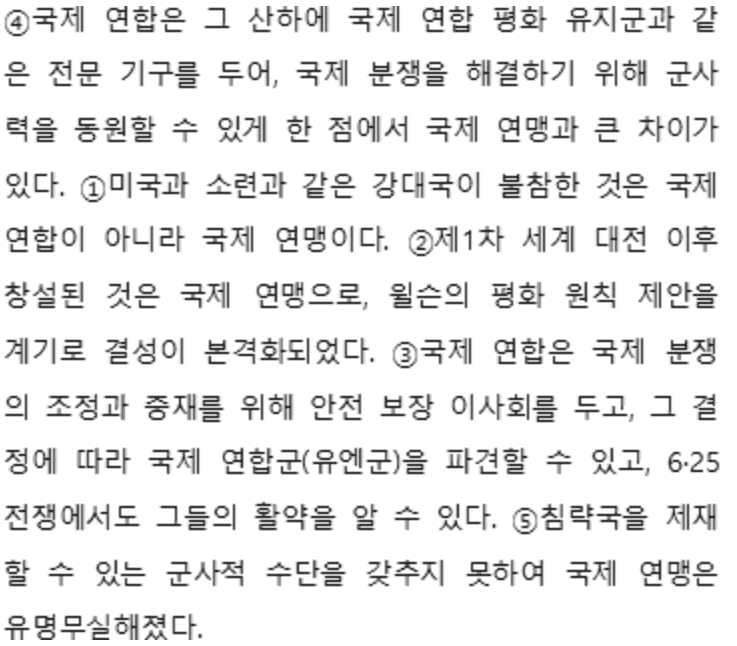 ④국제 연합은 그 산하에 국제 연합 평화 유지군과 같
은 전문 기구를 두어, 국제 분쟁을 해결하기 위해 군사
력을 동원할 수 있게 한 점에서 국제 연맹과 큰 차이가
있다. ①미국과 소련과 같은 강대국이 불참한 것은 국제
연합이 아니라 국제 연맹이다. ②제1차 세계 대전 이후
창설된 것은 국제 연맹으로, 윌슨의 평화 원칙 제안을
계기로 결성이 본격화되었다. ③국제 연합은 국제 분쟁
의 조정과 중재를 위해 안전 보장 이사회를 두고, 그 결
정에 따라 국제 연합군(유엔군)을 파견할 수 있고, 6·25
전쟁에서도 그들의 활약을 알 수 있다. ⑤침략국을 제재
할 수 있는 군사적 수단을 갖추지 못하여 국제 연맹은
유명무실해졌다.